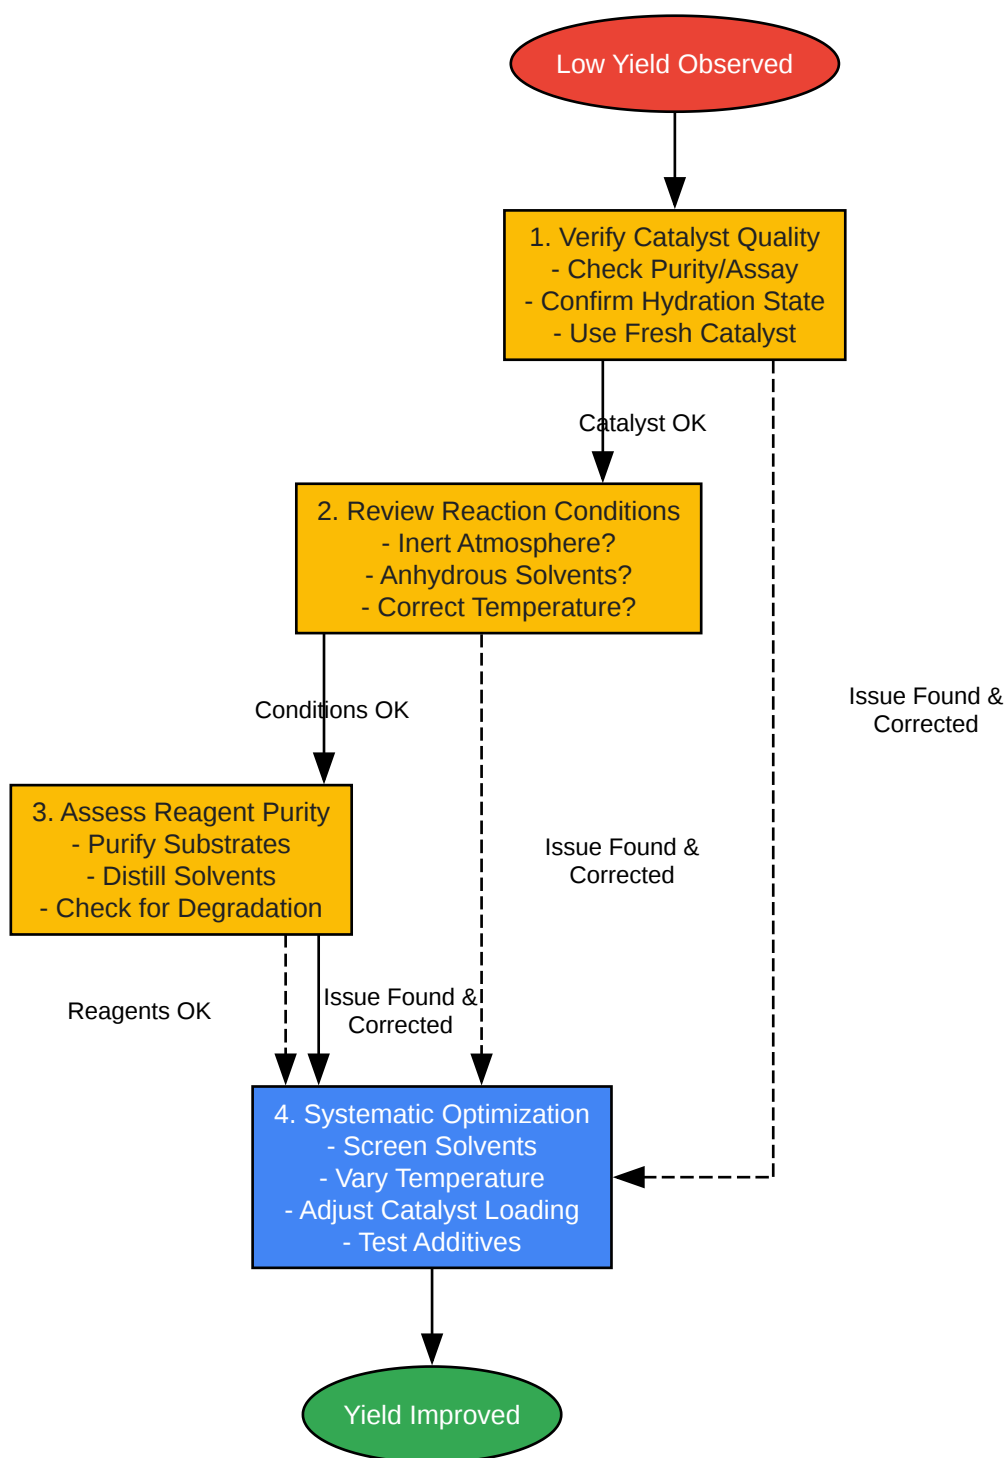 Low Yield Observed
1. Verify Catalyst Quality
- Check Purity/Assay
- Confirm Hydration State
- Use Fresh Catalyst
Catalyst OK
2. Review Reaction Conditions
- Inert Atmosphere?
- Anhydrous Solvents?
- Correct Temperature?
Conditions OK
Issue Found &
Corrected
3. Assess Reagent Purity
- Purify Substrates
- Distill Solvents
- Check for Degradation
Issue Found &
Corrected
Reagents OK
Issue Found &
Corrected
4. Systematic Optimization
- Screen Solvents
- Vary Temperature
- Adjust Catalyst Loading
- Test Additives
Yield Improved